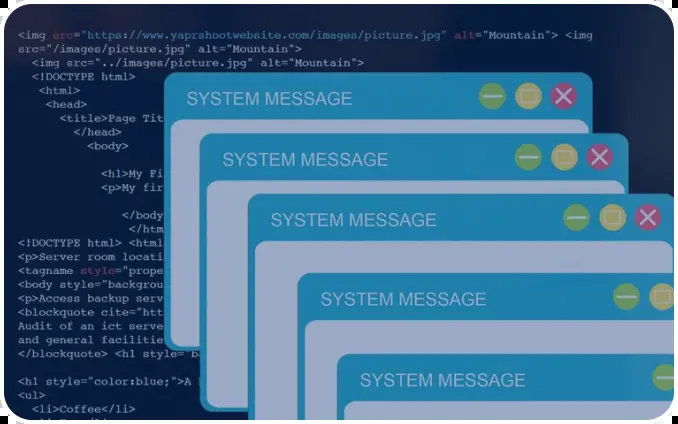 <img src="https://www.yaprshootwebsite.com/images/picture.jpg" alt="Mountain"> <img
src="/images/picture.jpg" alt="Mountain">
<img src="../images/picture.jpg" alt="Mountain">
<!DOCTYPE html>
<html>
<head>
<title>Page Tit
</head>
<body>
<h1>My Fi
<p>My fir
</body
</htm
<!DOCTYPE html> <html
<p>Server room locati
<tagname style="prope
<body style="backgrou
<p>Access backup serv
<blockquote cite="htt
Audit of an ict serve
and general facilitie
</blockquote> <h1 style="ba
<h1 style="color:blue;">A
<ul>
<li>Coffee</li>
SYSTEM MESSAGE
SYSTEM MESSAGE
SYSTEM MESSAGE
SYSTEM MESSAGE
SYSTEM MESSAGE